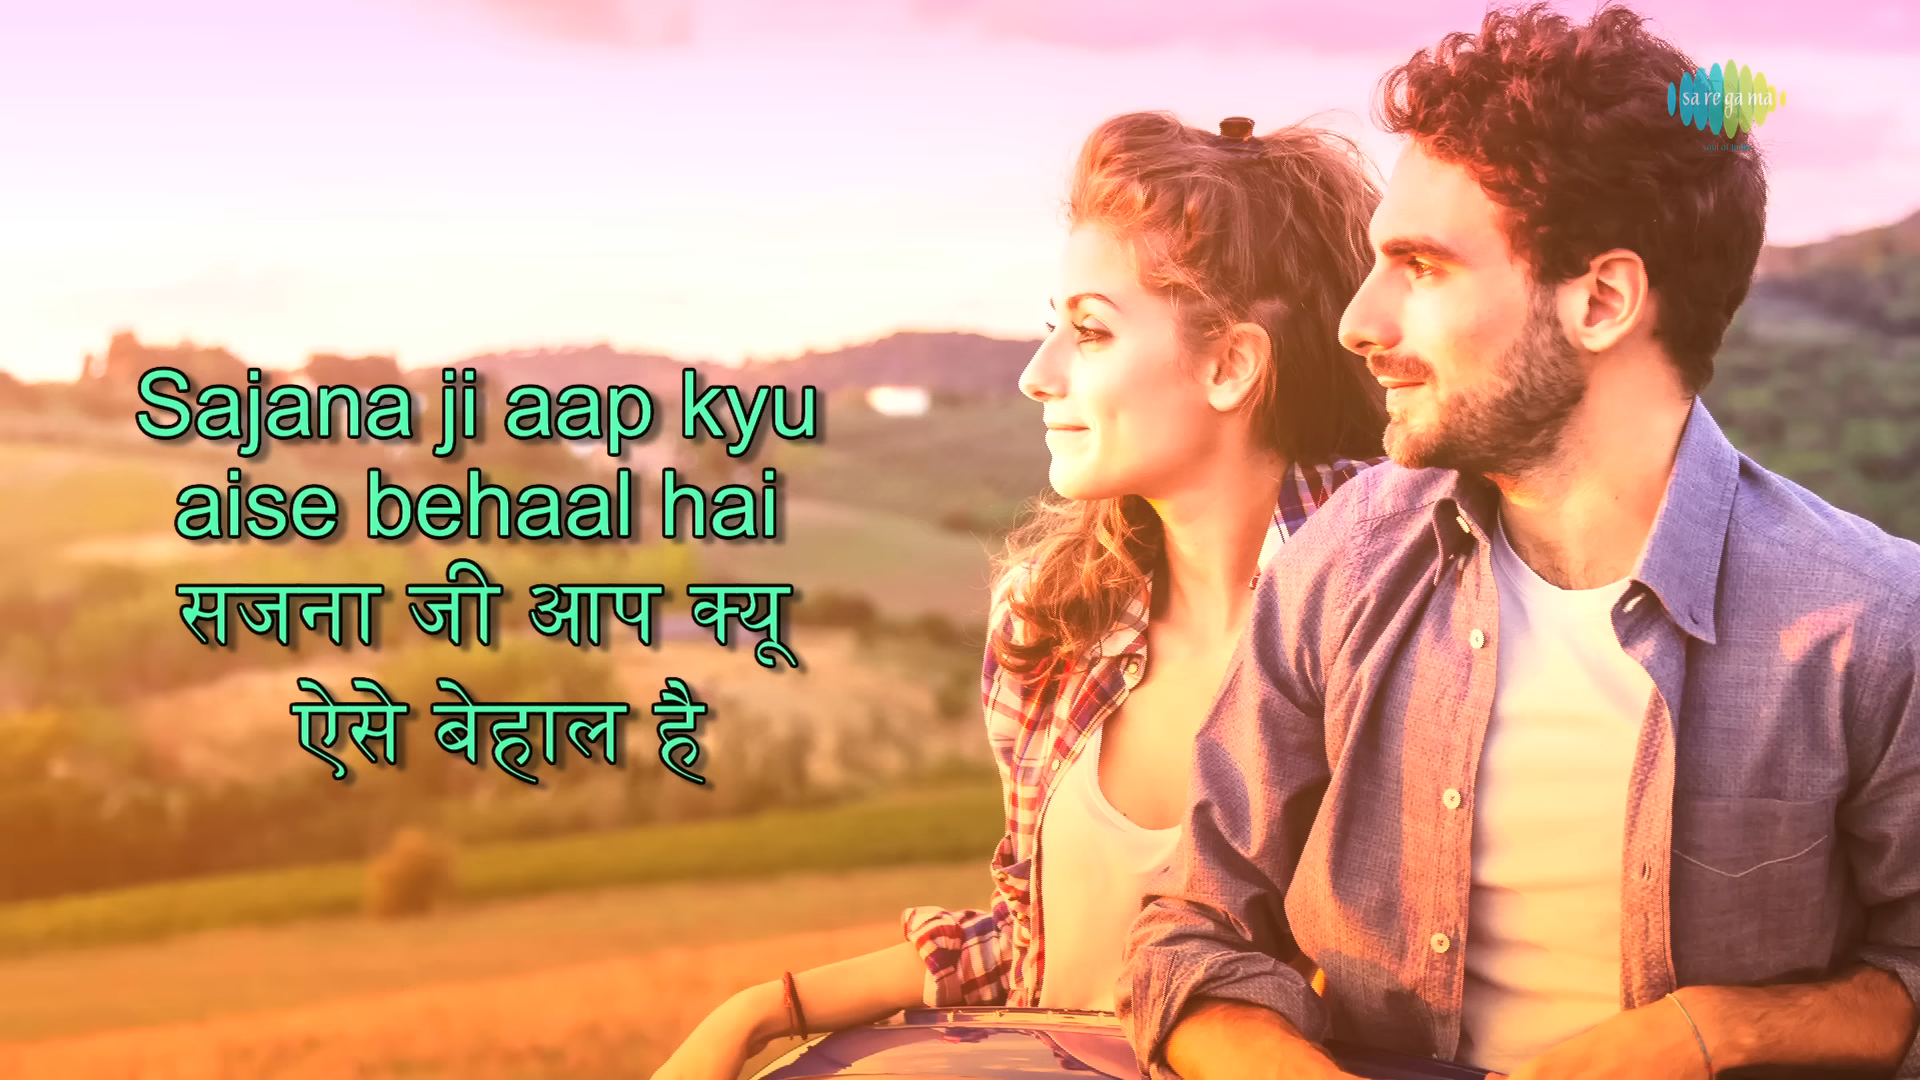 sa re ga ma
Sajana ji aap kyu
aise behaal hai
सजना जी आप क्यू
ऐसे बेहाल है